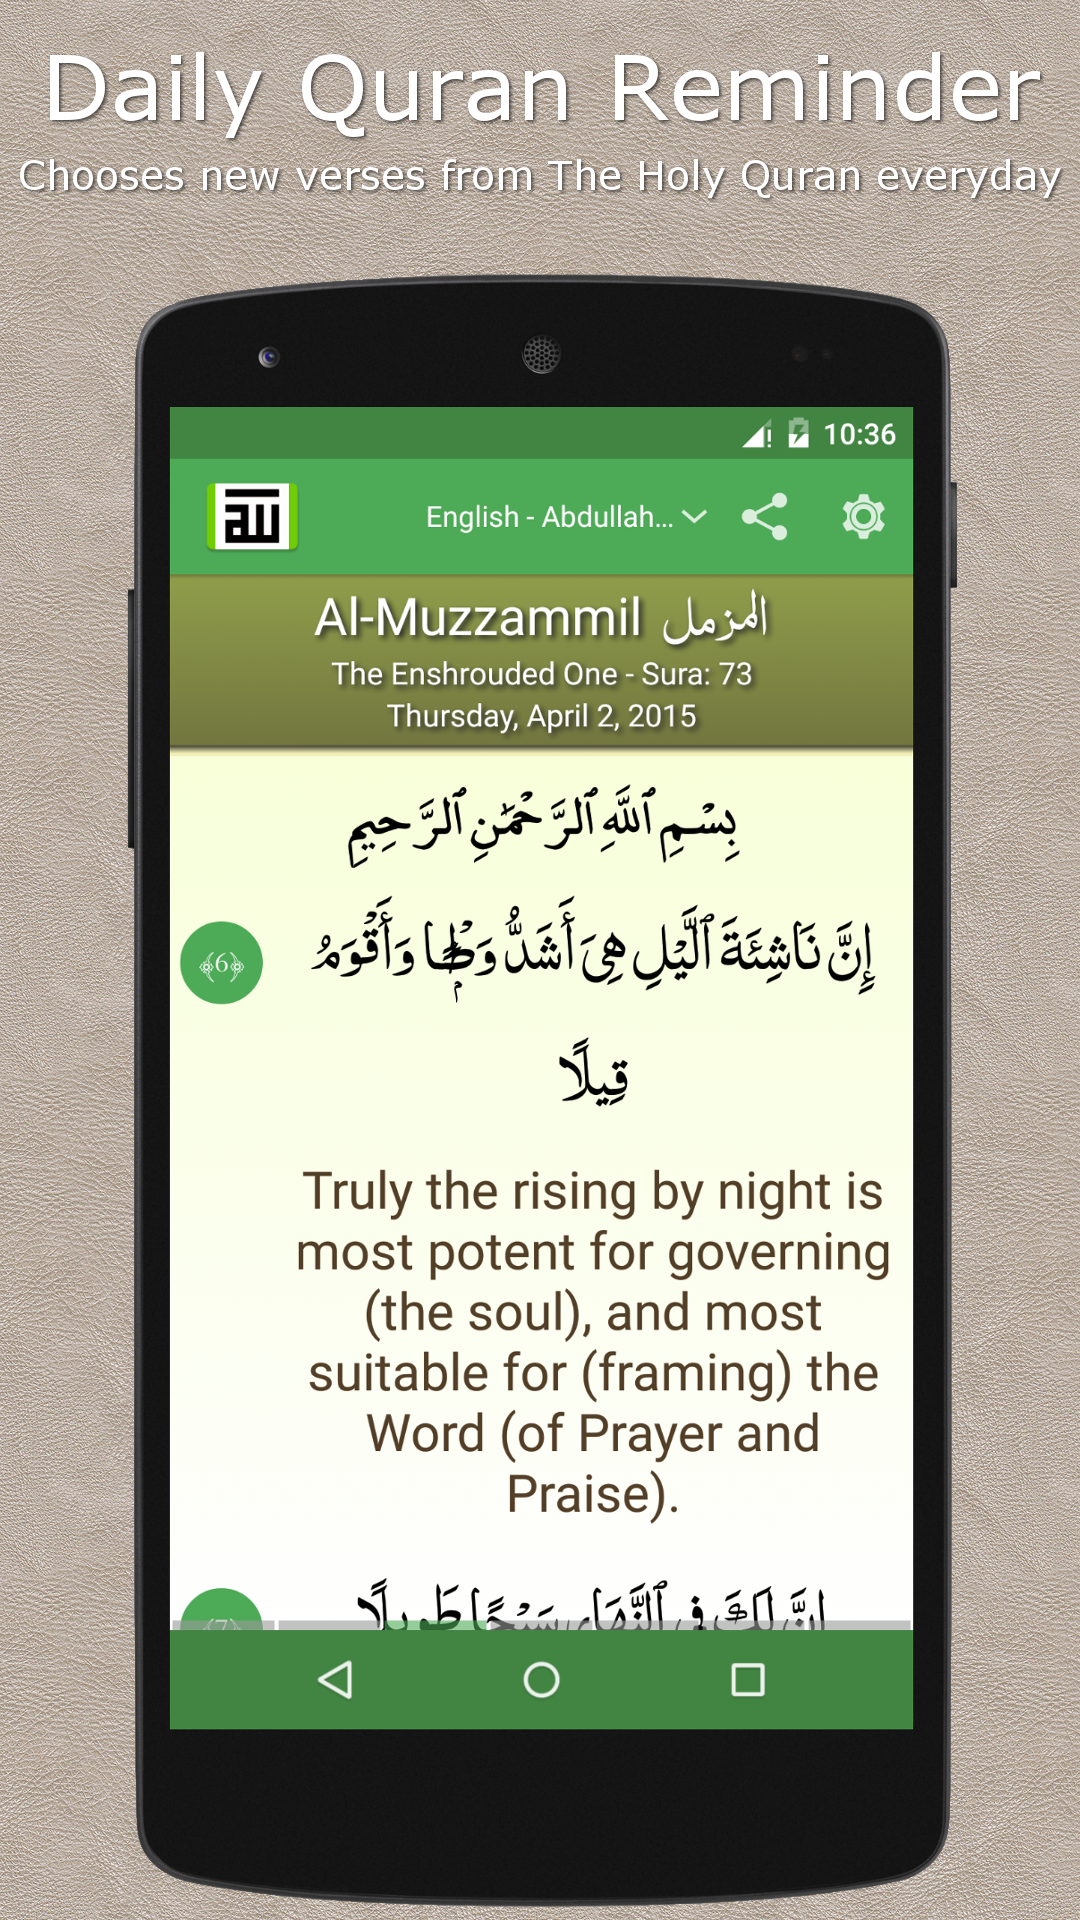 Daily Quran Reminder
Chooses new verses from The Holy Quran everyday
10:36
English - Abdullah...
Al-Muzzammil المزمل
The Enshrouded One - Sura: 73
Thursday, April 2, 2015
بِسْمِ ٱللَّهِ ٱلرَّحْمَٰنِ ٱلرَّحِيمِ
6
إِنَّ نَاشِئَةَ ٱلَّيْلِ هِىَ أَشَدُّ وَطْـًٔا وَأَقْوَمُ
قِيلًا
Truly the rising by night is
most potent for governing
(the soul), and most
suitable for (framing) the
Word (of Prayer and
Praise).
7
إِنَّ لَكَ فِى ٱلنَّهَارِ سَبْحًا طَوِيلًا